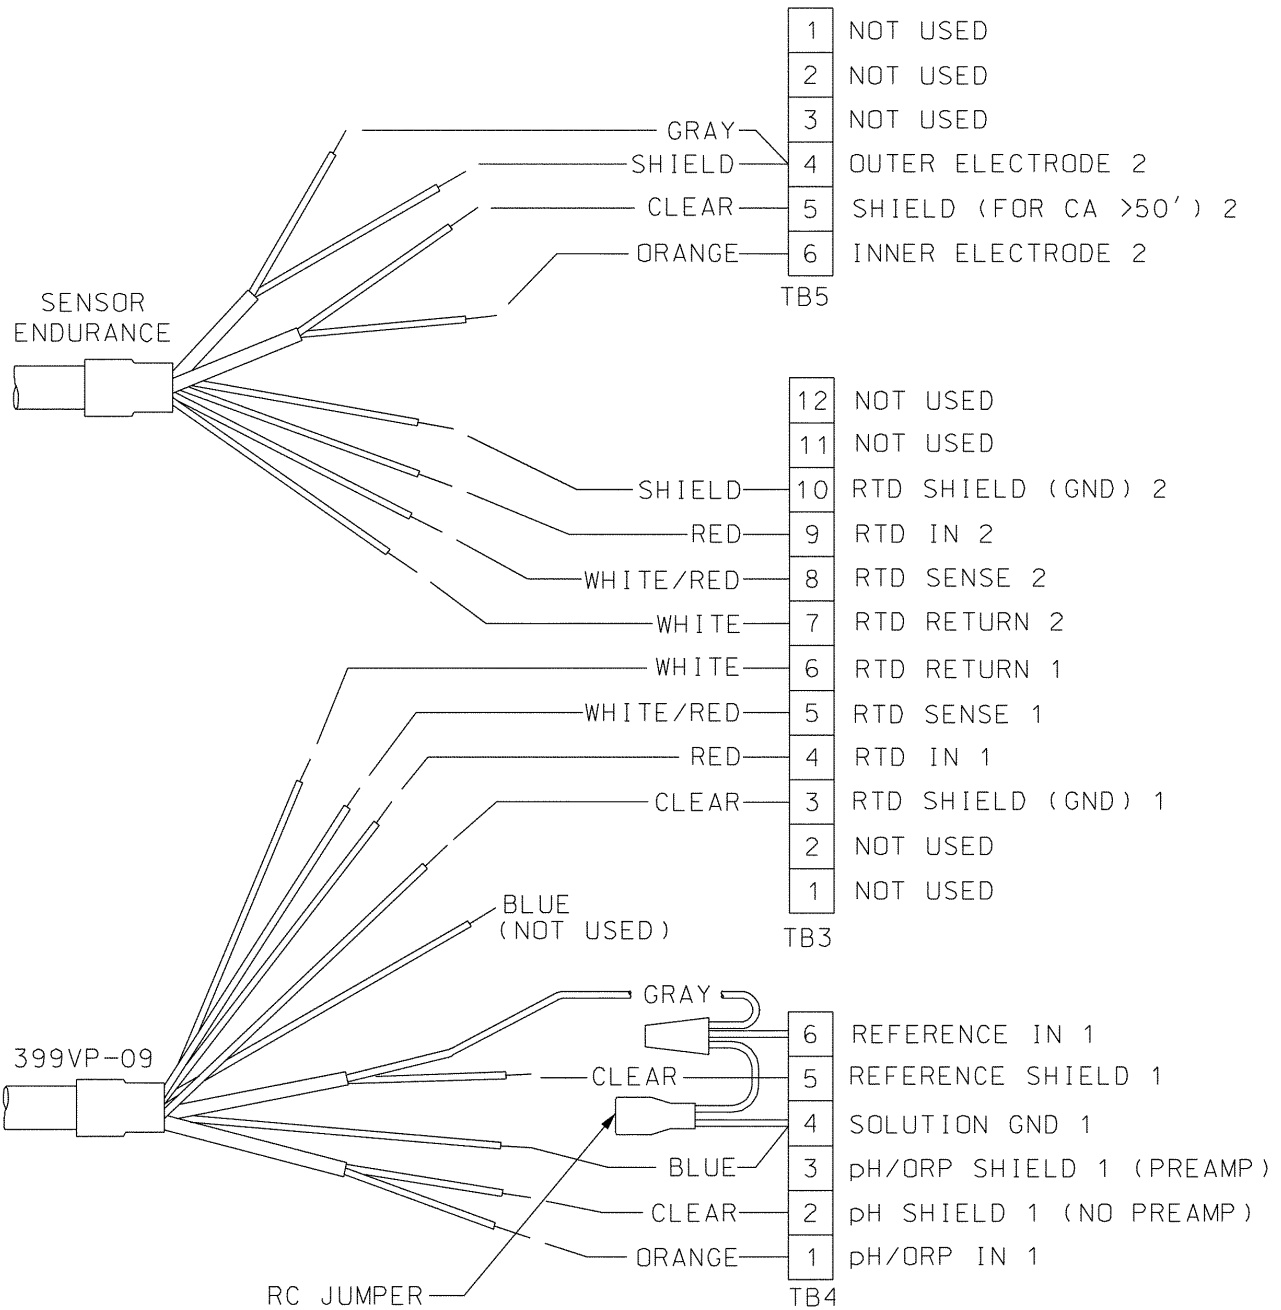 1 NOT USED
2 NOT USED
3 NOT USED
GRAY
SHIELD 4 OUTER ELECTRODE 2
CLEAR 5 SHIELD (FOR CA >50') 2
ORANGE 6 INNER ELECTRODE 2
TB5
SENSOR
ENDURANCE
12 NOT USED
11 NOT USED
SHIELD 10 RTD SHIELD (GND) 2
RED 9 RTD IN 2
WHITE/RED 8 RTD SENSE 2
WHITE 7 RTD RETURN 2
WHITE 6 RTD RETURN 1
WHITE/RED 5 RTD SENSE 1
RED 4 RTD IN 1
CLEAR 3 RTD SHIELD (GND) 1
2 NOT USED
1 NOT USED
TB3
BLUE
(NOT USED)
399VP-09
GRAY
6 REFERENCE IN 1
CLEAR 5 REFERENCE SHIELD 1
4 SOLUTION GND 1
BLUE 3 pH/ORP SHIELD 1 (PREAMP)
CLEAR 2 pH SHIELD 1 (NO PREAMP)
ORANGE 1 pH/ORP IN 1
TB4
RC JUMPER